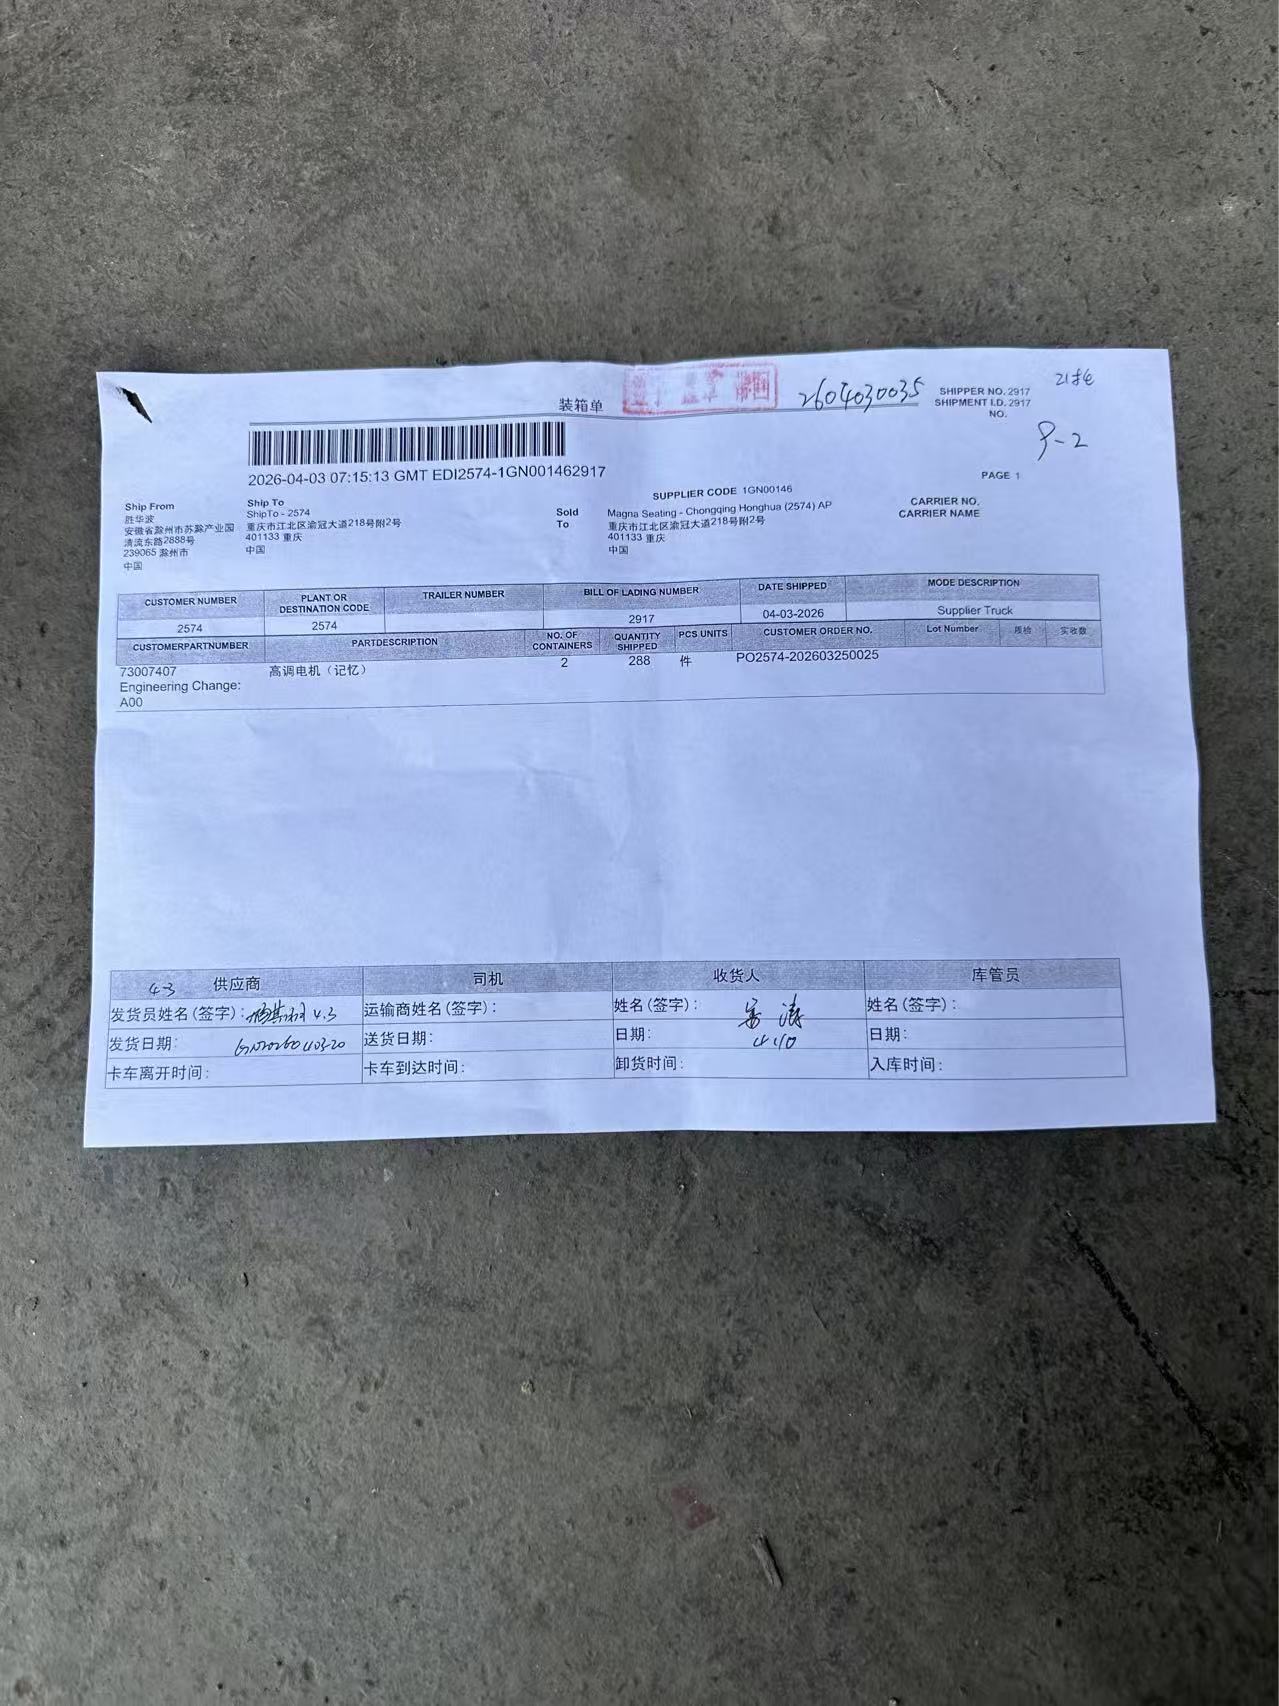 装箱单
2604030035
SHIPPER NO. 2917
SHIPMENT I.D. 2917
NO.
P-2
2026-04-03 07:15:13 GMT EDI2574-1GN001462917
PAGE 1
SUPPLIER CODE 1GN00146
CARRIER NO.
CARRIER NAME
Ship From
胜华波
安徽省滁州市苏滁产业园
清流东路2888号
239065 滁州市
中国
Ship To
ShipTo - 2574
重庆市江北区渝冠大道218号附2号
401133 重庆
中国
Sold To
Magna Seating - Chongqing Honghua (2574) AP
重庆市江北区渝冠大道218号附2号
401133 重庆
中国
CUSTOMER NUMBER PLANT OR DESTINATION CODE TRAILER NUMBER BILL OF LADING NUMBER DATE SHIPPED MODE DESCRIPTION
2574 2574 2917 04-03-2026 Supplier Truck
CUSTOMERPARTNUMBER PARTDESCRIPTION NO. OF CONTAINERS QUANTITY SHIPPED PCS UNITS CUSTOMER ORDER NO. Lot Number 质检 实收数
73007407 高调电机（记忆） 2 288 件 PO2574-202603250025
Engineering Change:
A00
4-3 供应商 司机 收货人 库管员
发货员姓名(签字): 4.3 运输商姓名(签字): 姓名(签字): 姓名(签字):
发货日期: 送货日期: 日期: 4.10 日期:
卡车离开时间: 卡车到达时间: 卸货时间: 入库时间: